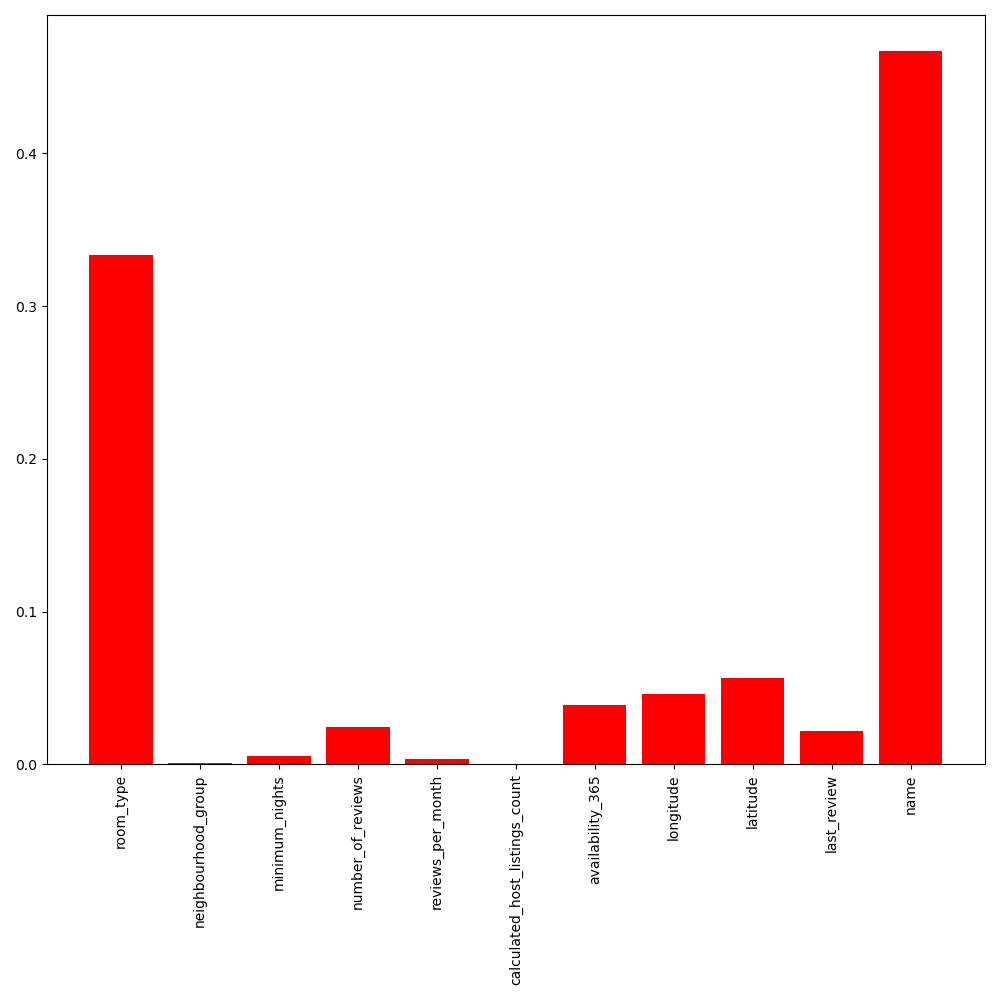 0.4
0.3
0.2
0.1
0.0
room_type
neighbourhood_group
minimum_nights
number_of_reviews
reviews_per_month
calculated_host_listings_count
availability_365
longitude
latitude
last_review
name